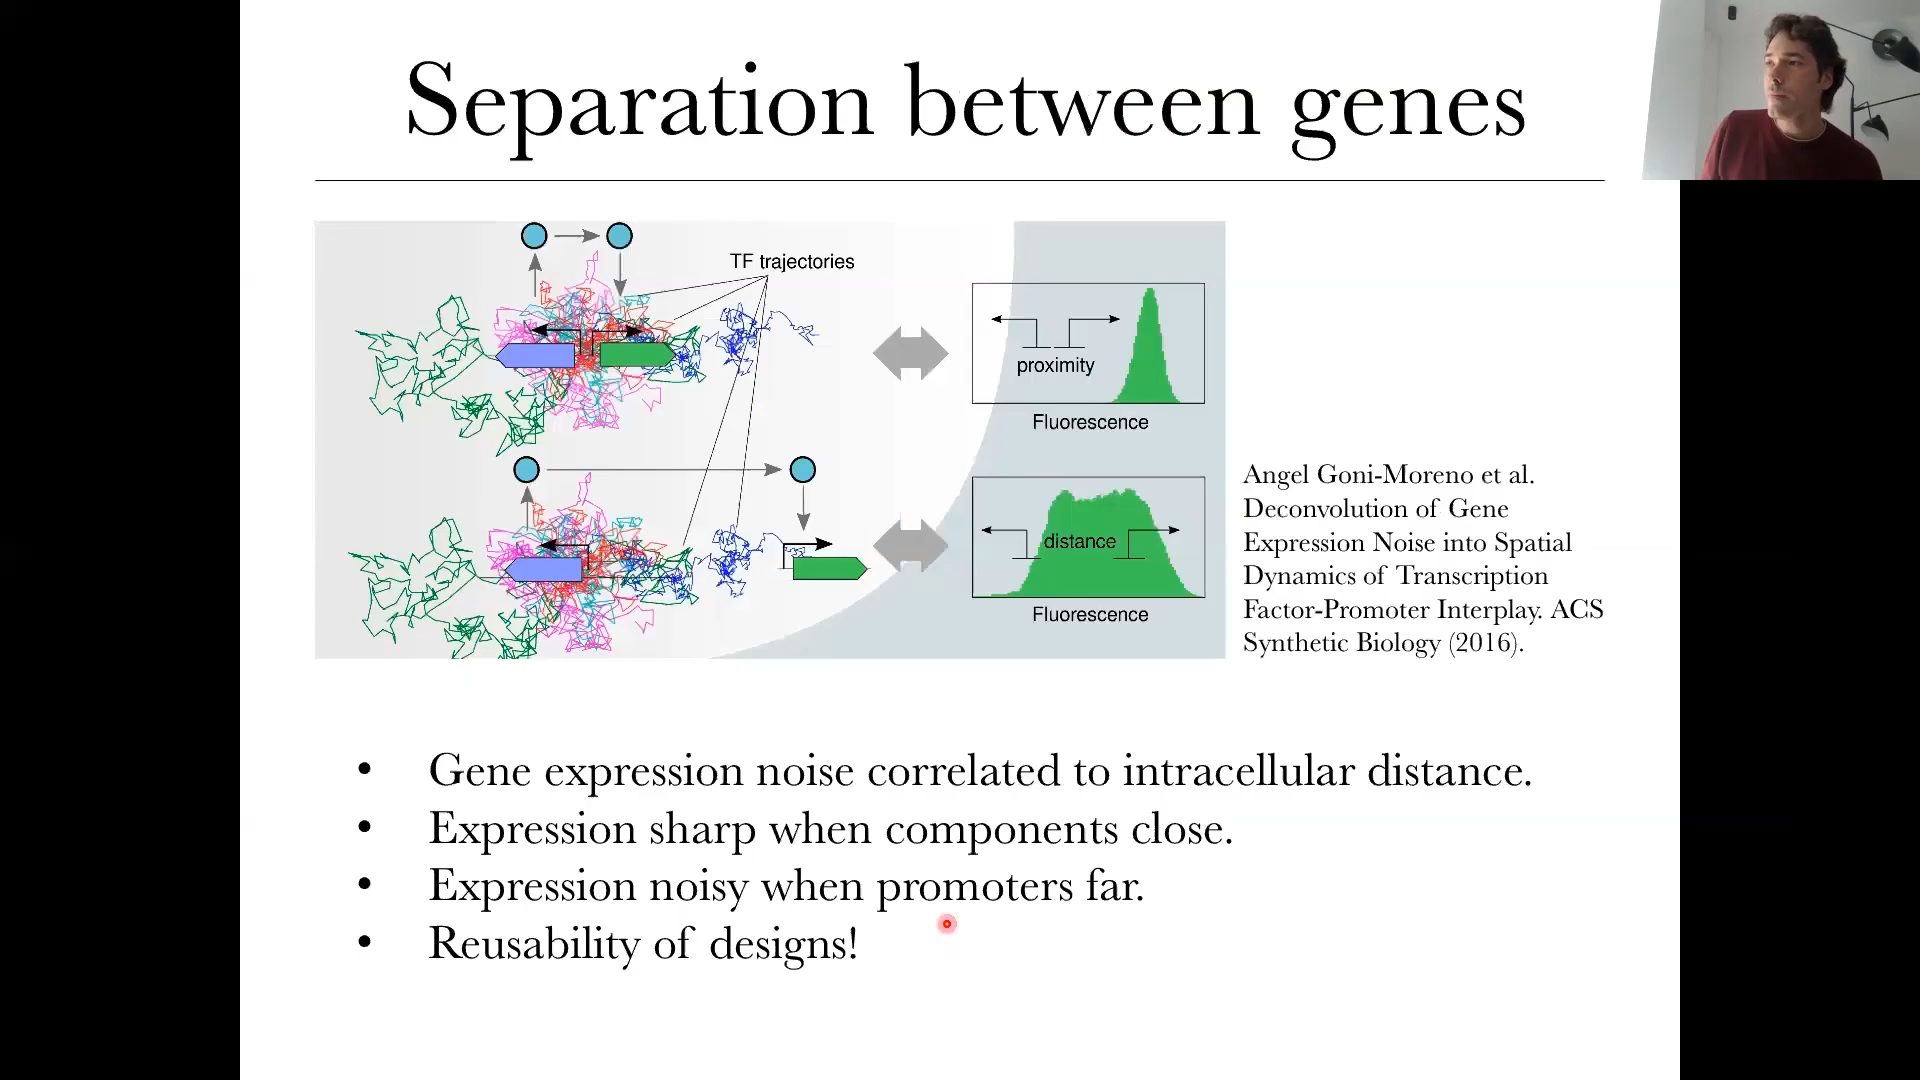 Separation between genes
TF trajectories
proximity
Fluorescence
distance
Fluorescence
Angel Goni-Moreno et al.
Deconvolution of Gene
Expression Noise into Spatial
Dynamics of Transcription
Factor-Promoter Interplay. ACS
Synthetic Biology (2016).
• Gene expression noise correlated to intracellular distance.
• Expression sharp when components close.
• Expression noisy when promoters far.
• Reusability of designs!